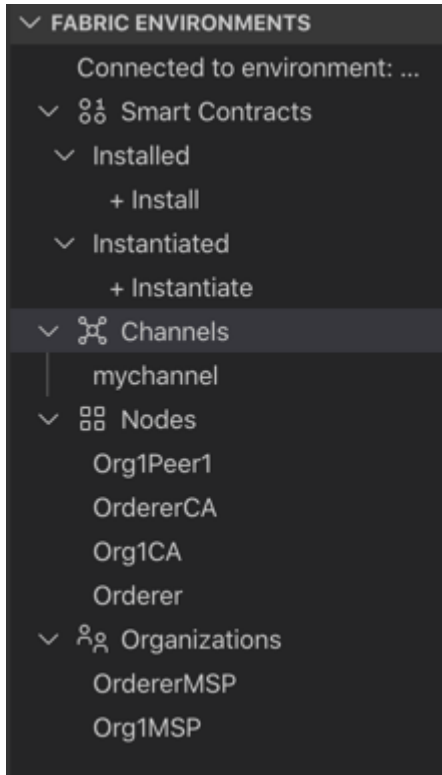 FABRIC ENVIRONMENTS
Connected to environment: ...
Smart Contracts
Installed
+ Install
Instantiated
+ Instantiate
Channels
mychannel
Nodes
Org1Peer1
OrdererCA
Org1CA
Orderer
Organizations
OrdererMSP
Org1MSP